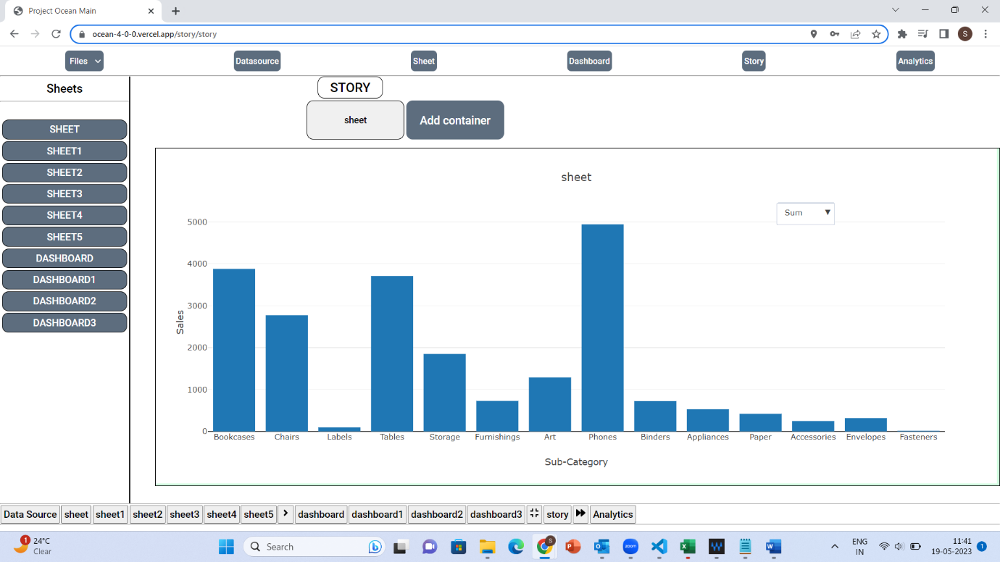 Project Ocean Main
ocean-4-0-0.vercel.app/story/story
S
Files
Datasource
Sheet
Dashboard
Story
Analytics
Sheets
SHEET
SHEET1
SHEET2
SHEET3
SHEET4
SHEET5
DASHBOARD
DASHBOARD1
DASHBOARD2
DASHBOARD3
STORY
sheet
Add container
sheet
Sum
5000
4000
3000
2000
1000
0
Sales
Bookcases Chairs Labels Tables Storage Furnishings Art Phones Binders Appliances Paper Accessories Envelopes Fasteners
Sub-Category
Data Source sheet sheet1 sheet2 sheet3 sheet4 sheet5 dashboard dashboard1 dashboard2 dashboard3 story Analytics
1
24°C
Clear
Search
S
zoom
ENG
IN
11:41
19-05-2023
1